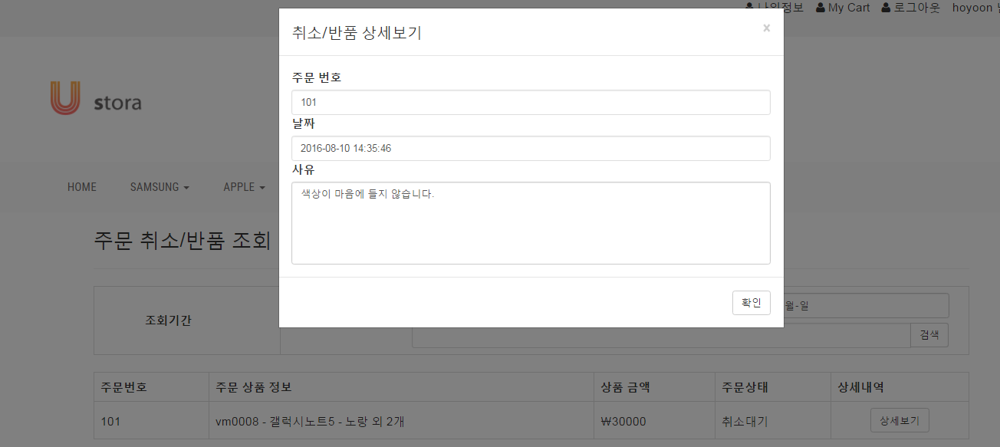 나의정보 My Cart 로그아웃 hoyoon
취소/반품 상세보기 ×
주문 번호
101
날짜
2016-08-10 14:35:46
사유
색상이 마음에 들지 않습니다.
확인
U stora
HOME SAMSUNG APPLE
주문 취소/반품 조회
조회기간
월-일
검색
주문번호 주문 상품 정보 상품 금액 주문상태 상세내역
101 vm0008 - 갤럭시노트5 - 노랑 외 2개 ₩30000 취소대기 상세보기